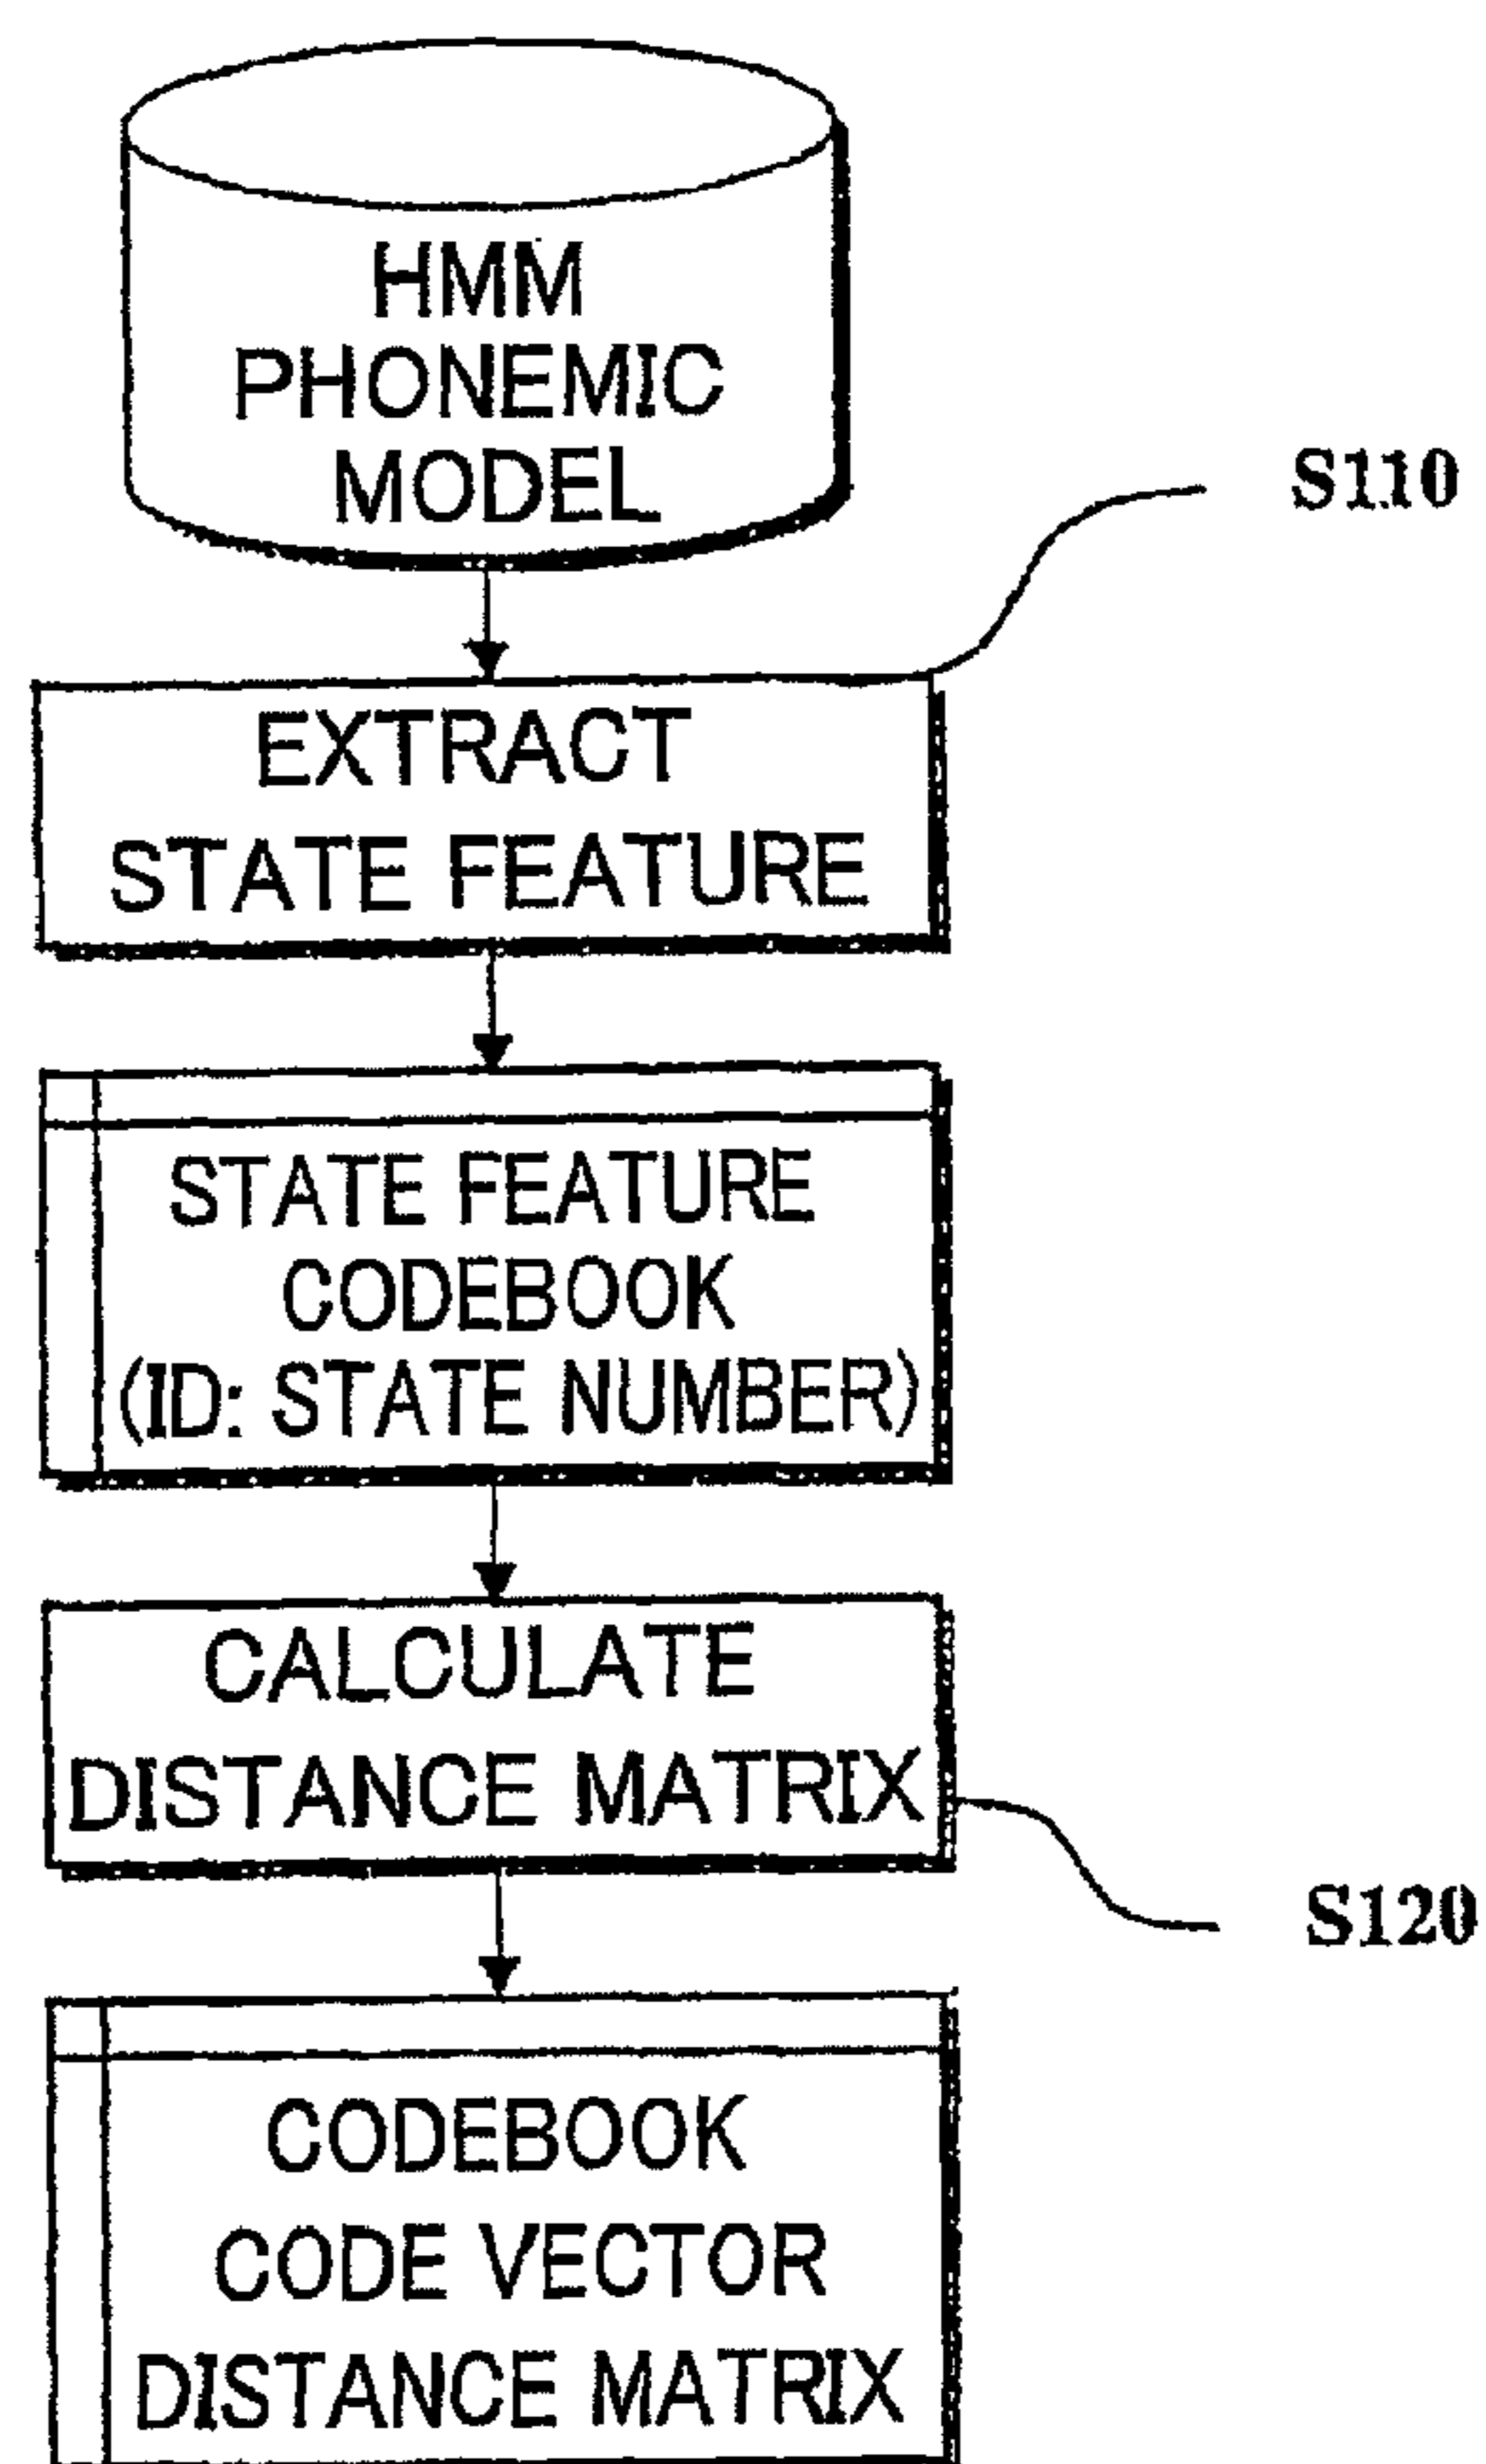 HMM
PHONEMIC
MODEL
S110
EXTRACT
STATE FEATURE
STATE FEATURE
CODEBOOK
(ID: STATE NUMBER)
CALCULATE
DISTANCE MATRIX
S120
CODEBOOK
CODE VECTOR
DISTANCE MATRIX